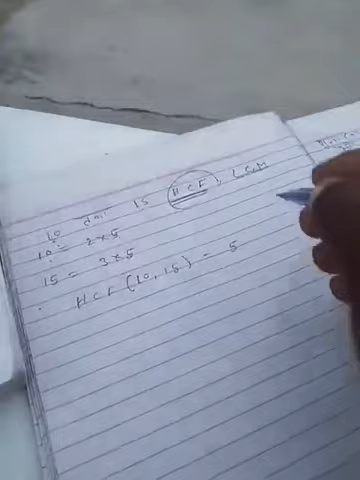 10 तथा 15 HCF, LCM
10 = 2×5
15 = 3×5
HCF (10, 15) = 5